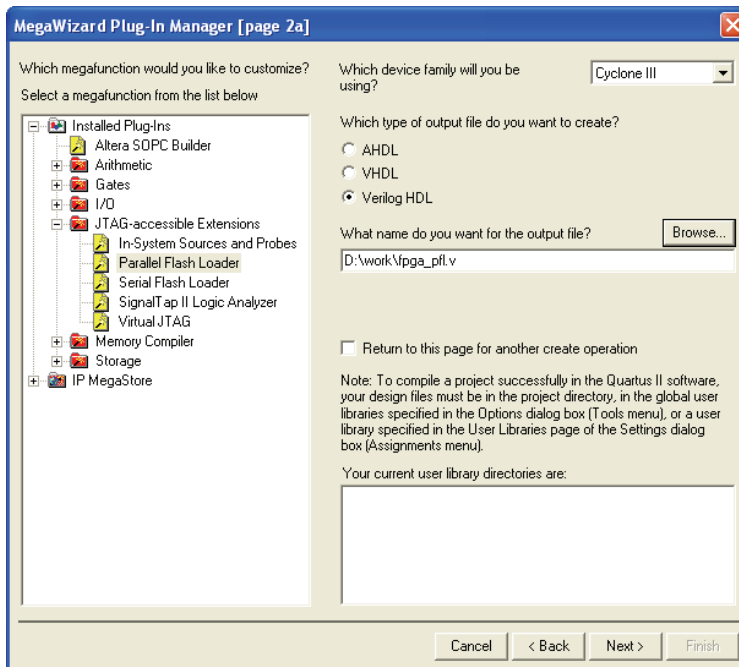 MegaWizard Plug-In Manager [page 2a]
Which megafunction would you like to customize?
Select a megafunction from the list below
Installed Plug-Ins
Altera SOPC Builder
Arithmetic
Gates
I/O
JTAG-accessible Extensions
In-System Sources and Probes
Parallel Flash Loader
Serial Flash Loader
SignalTap II Logic Analyzer
Virtual JTAG
Memory Compiler
Storage
IP MegaStore
Which device family will you be
using?
Cyclone III
Which type of output file do you want to create?
AHDL
VHDL
Verilog HDL
What name do you want for the output file?
Browse...
D:\work\fpga_pfl.v
Return to this page for another create operation
Note: To compile a project successfully in the Quartus II software,
your design files must be in the project directory, in the global user
libraries specified in the Options dialog box (Tools menu), or a user
library specified in the User Libraries page of the Settings dialog
box (Assignments menu).
Your current user library directories are:
Cancel
< Back
Next >
Finish